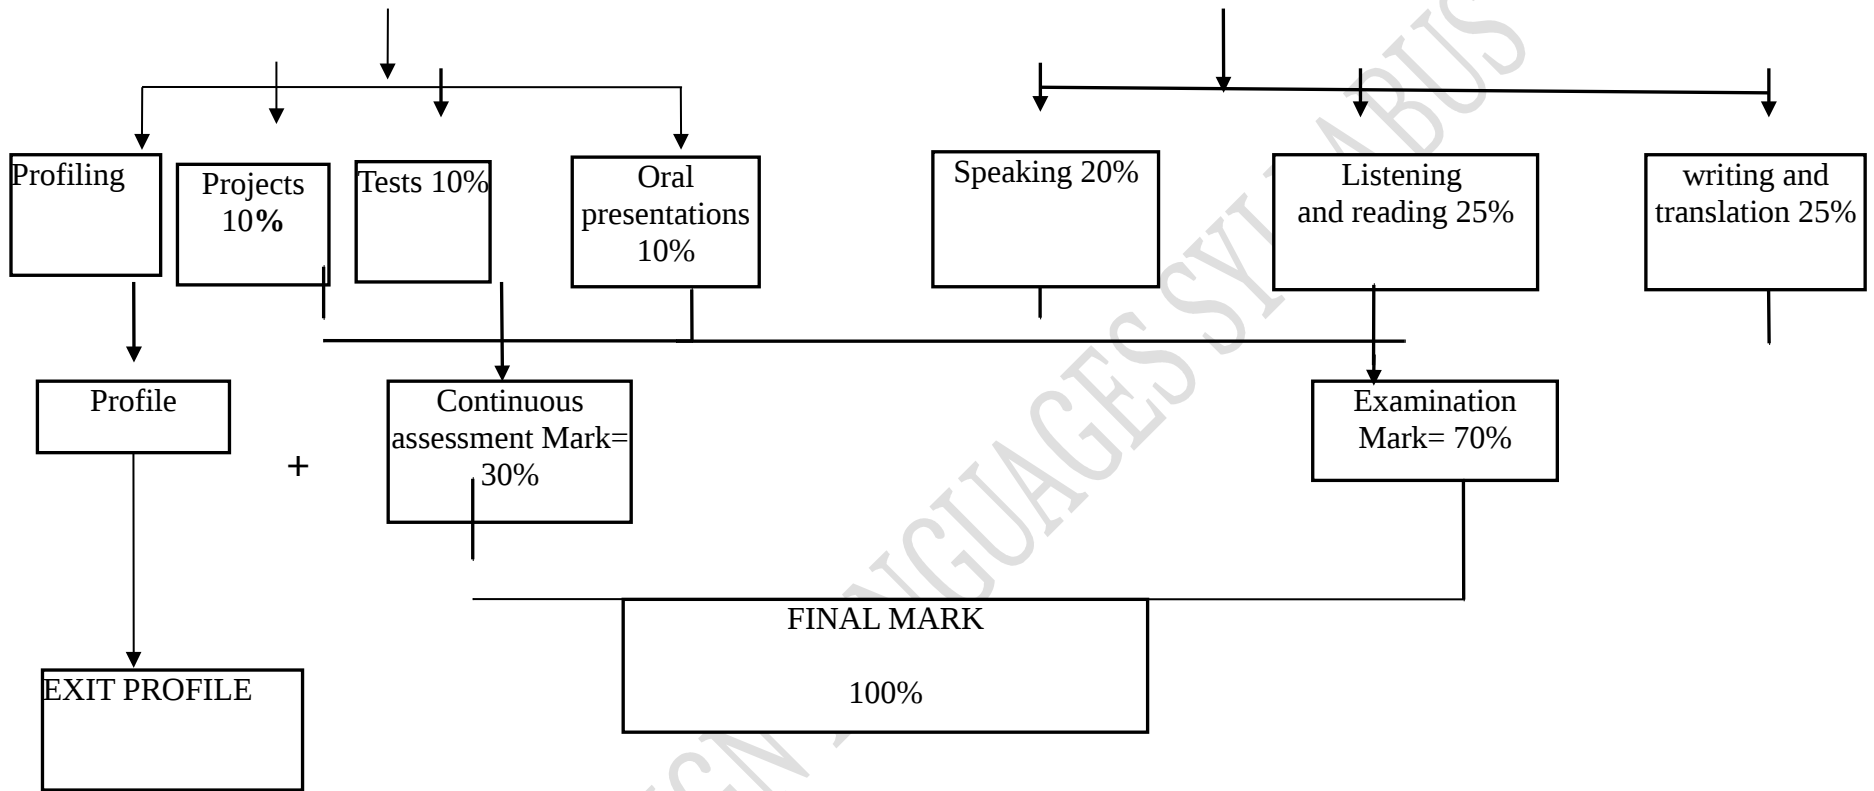 Profiling
Projects
10%
Tests 10%
Oral
presentations
10%
Speaking 20%
Listening
and reading 25%
writing and
translation 25%
Profile
+
Continuous
assessment Mark=
30%
Examination
Mark= 70%
FINAL MARK
100%
EXIT PROFILE
SYLLABUS